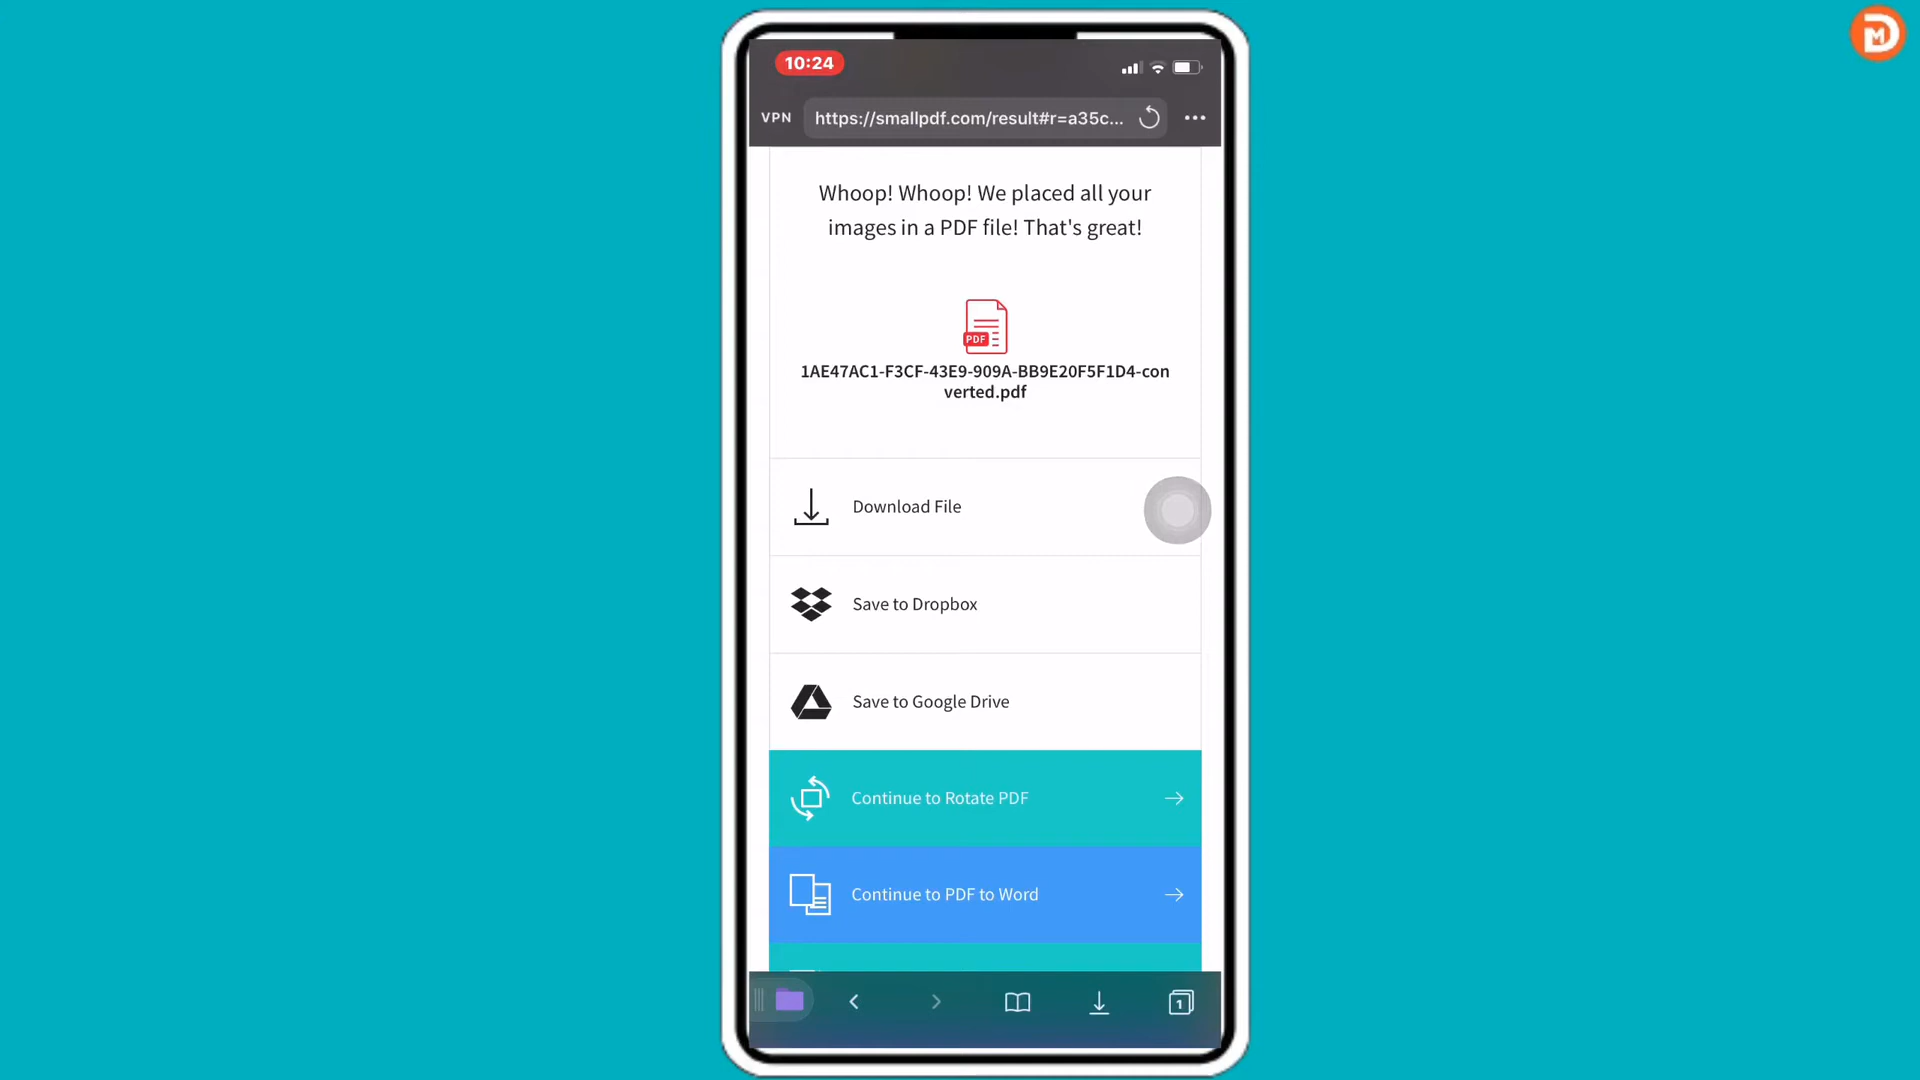 10:24
VPN
https://smallpdf.com/result#r=a35c...
Whoop! Whoop! We placed all your
images in a PDF file! That's great!
PDF
1AE47AC1-F3CF-43E9-909A-BB9E20F5F1D4-con
verted.pdf
Download File
Save to Dropbox
Save to Google Drive
Continue to Rotate PDF
Continue to PDF to Word
1